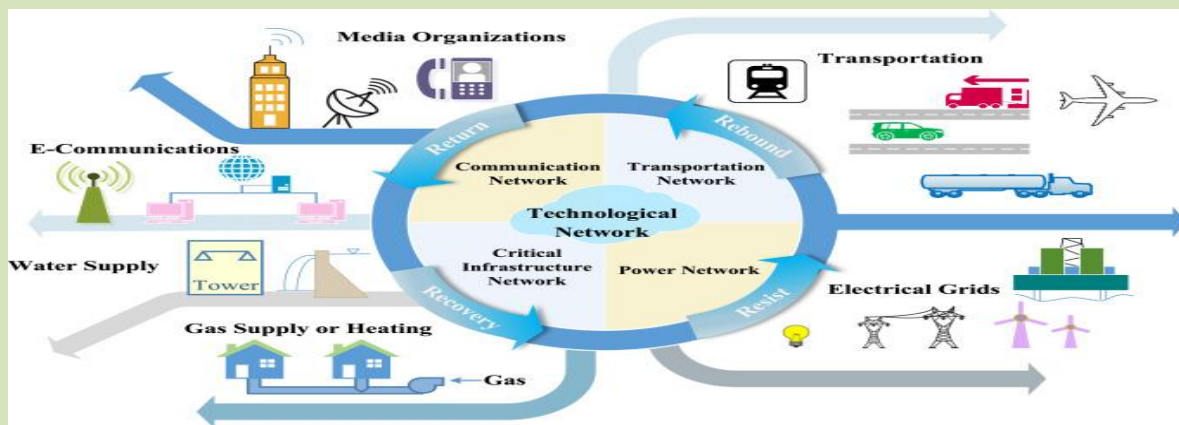 Media Organizations
Transportation
E-Communications
Return
Rebound
Communication
Network
Transportation
Network
Technological
Network
Water Supply
Tower
Critical
Infrastructure
Network
Power Network
Recovery
Resist
Electrical Grids
Gas Supply or Heating
Gas